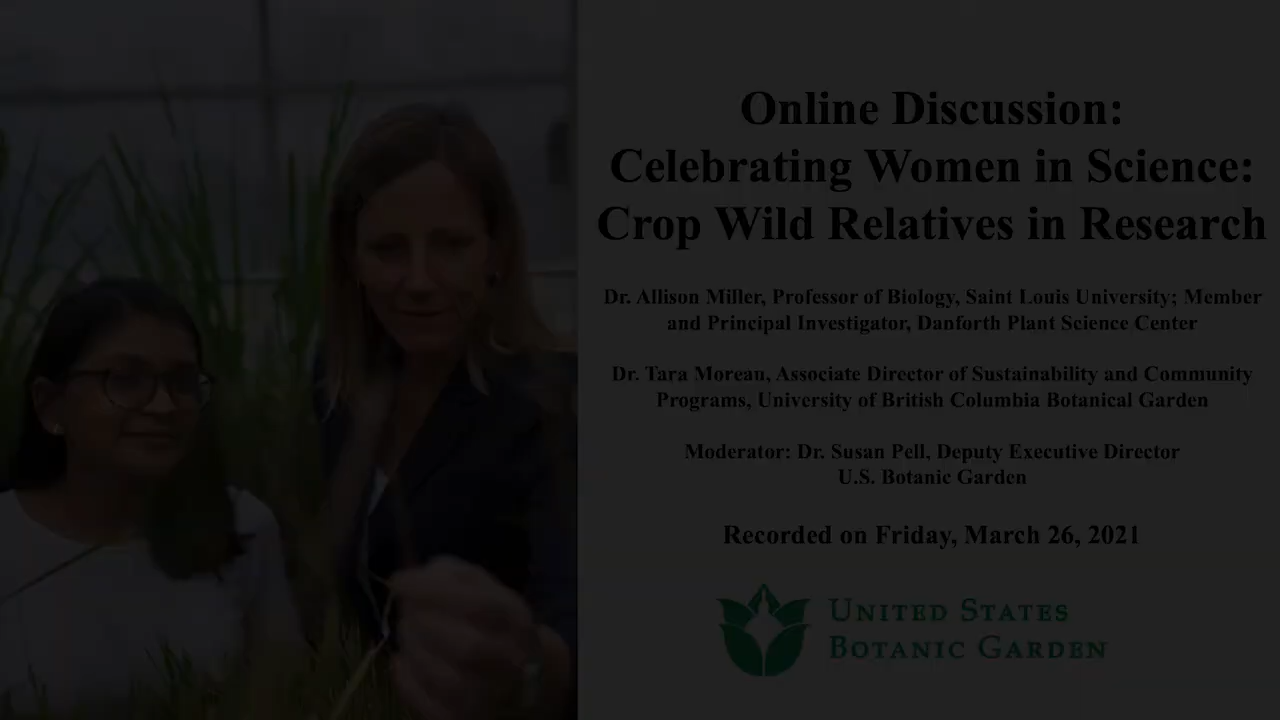 Online Discussion:
Celebrating Women in Science:
Crop Wild Relatives in Research
Dr. Allison Miller, Professor of Biology, Saint Louis University; Member
and Principal Investigator, Danforth Plant Science Center
Dr. Tara Moreau, Associate Director of Sustainability and Community
Programs, University of British Columbia Botanical Garden
Moderator: Dr. Susan Pell, Deputy Executive Director
U.S. Botanic Garden
Recorded on Friday, March 26, 2021
UNITED STATES
BOTANIC GARDEN